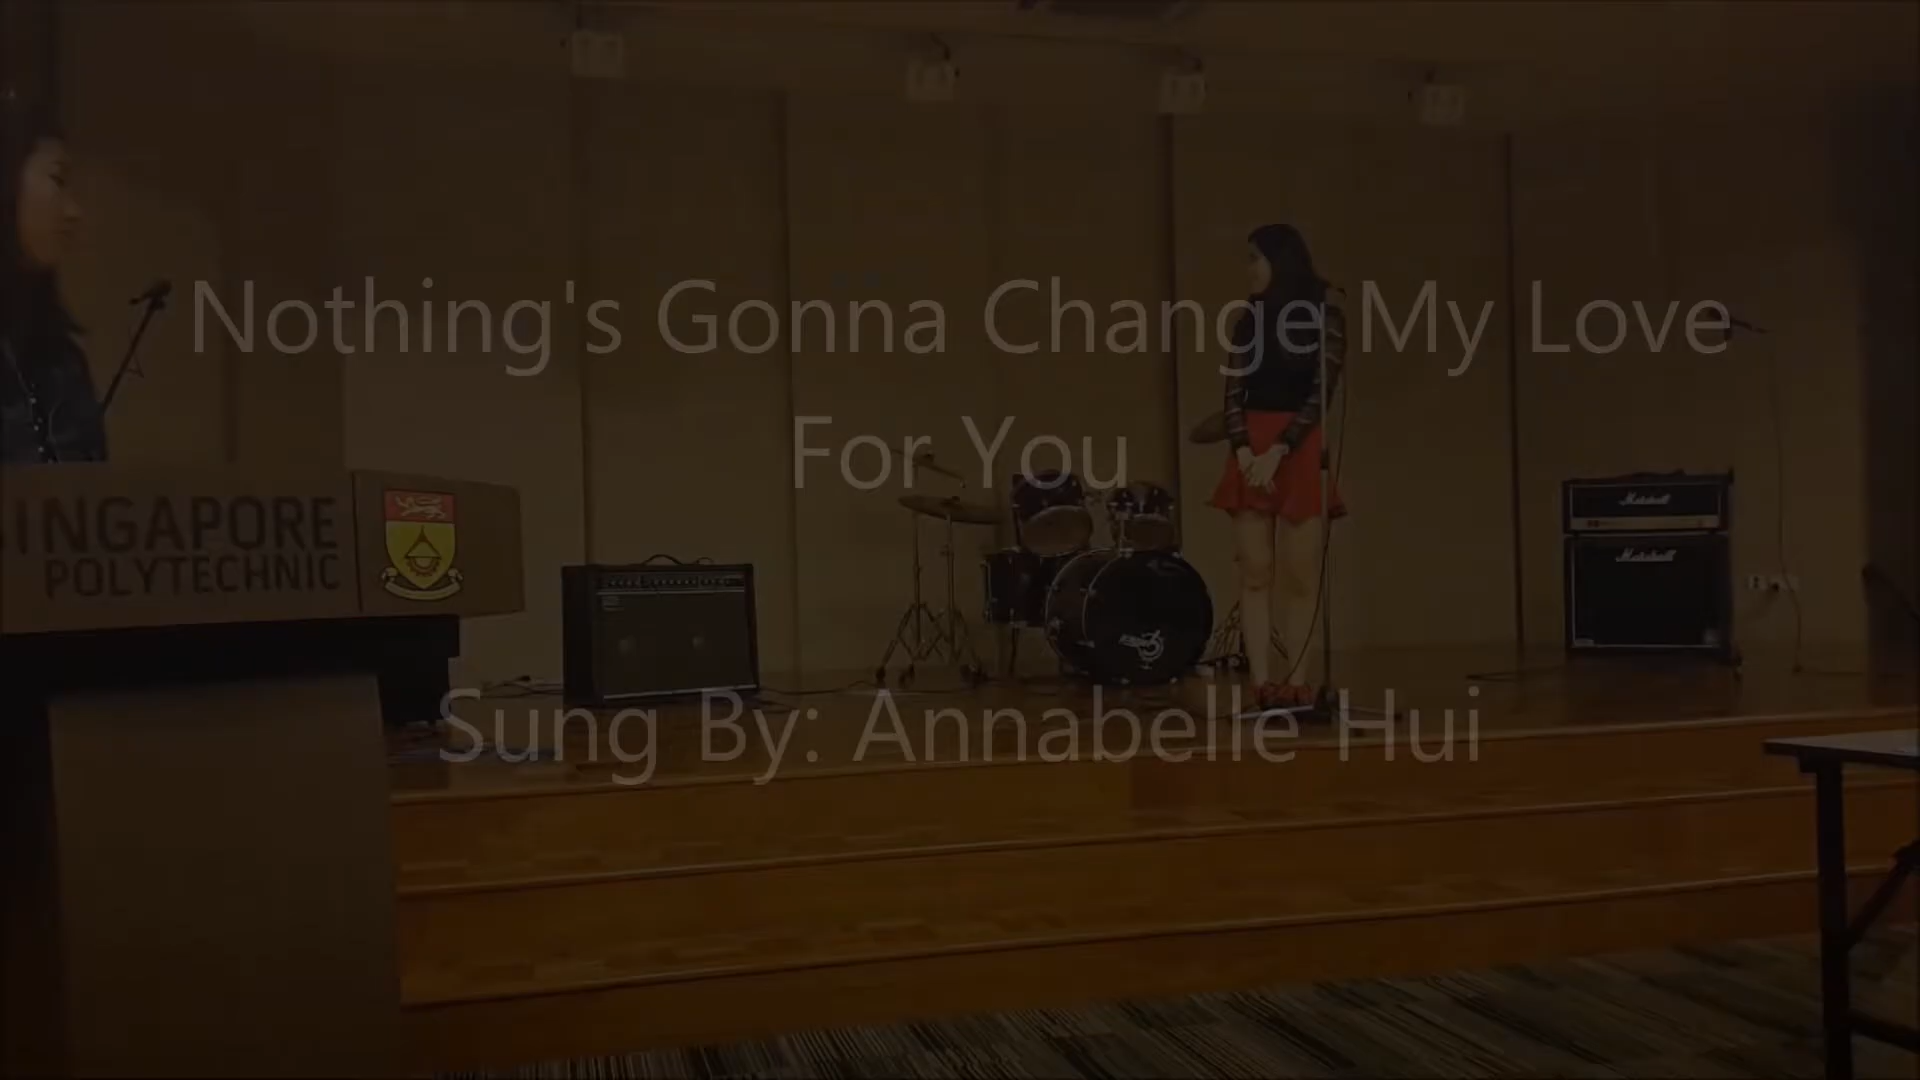 Nothing's Gonna Change My Love
For You
Sung By: Annabelle Hui
SINGAPORE
POLYTECHNIC
Marshall
Marshall